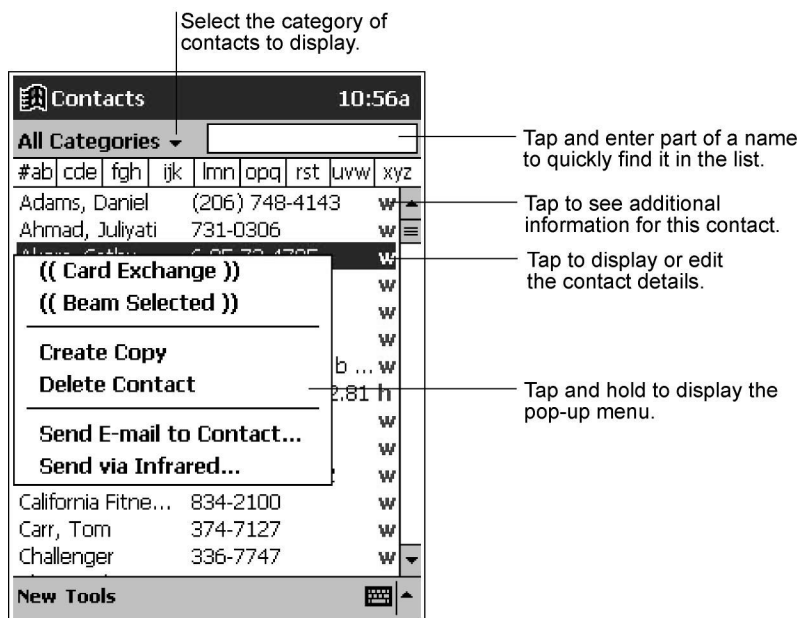 Select the category of
contacts to display.
Contacts 10:56a
All Categories
Tap and enter part of a name
to quickly find it in the list.
#ab cde fgh ijk lmn opq rst uvw xyz
Adams, Daniel (206) 748-4143 w
Tap to see additional
information for this contact.
Ahmad, Juliyati 731-0306 w
w
Tap to display or edit
the contact details.
(( Card Exchange ))
w
(( Beam Selected ))
w
w
Create Copy
b ... w
Delete Contact
2.81 h
Tap and hold to display the
pop-up menu.
w
Send E-mail to Contact...
w
Send via Infrared...
w
California Fitne... 834-2100 w
Carr, Tom 374-7127 w
Challenger 336-7747 w
New Tools